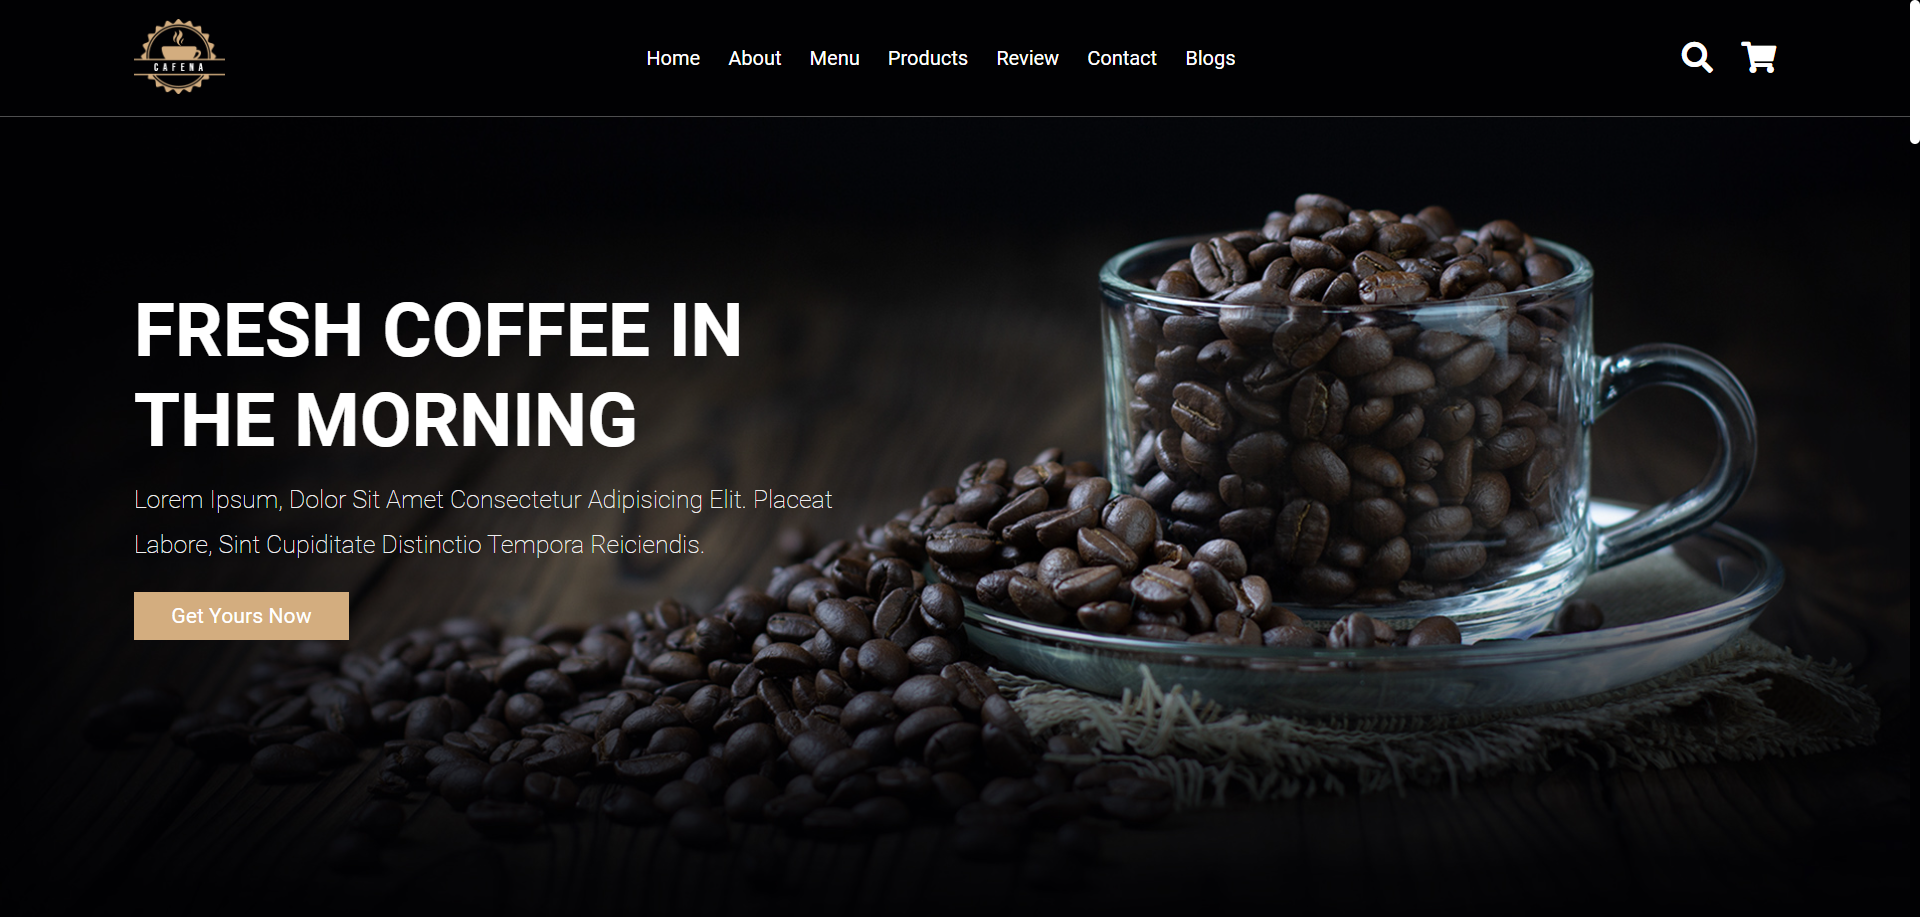 CAFENA
Home About Menu Products Review Contact Blogs
FRESH COFFEE IN
THE MORNING
Lorem Ipsum, Dolor Sit Amet Consectetur Adipisicing Elit. Placeat
Labore, Sint Cupiditate Distinctio Tempora Reiciendis.
Get Yours Now